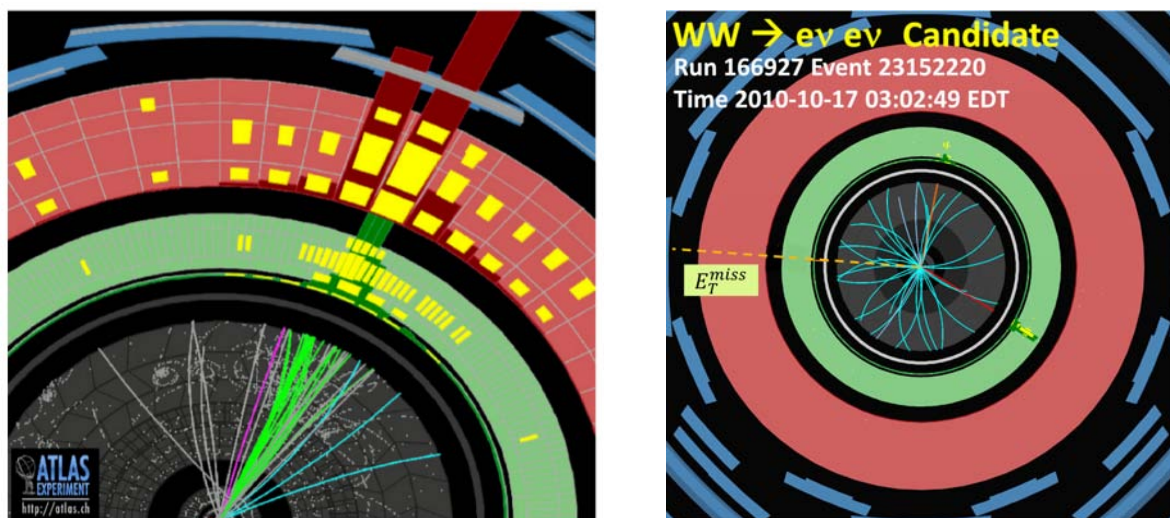 ATLAS
EXPERIMENT
http://atlas.ch
WW → eν eν Candidate
Run 166927 Event 23152220
Time 2010-10-17 03:02:49 EDT
E_T^miss